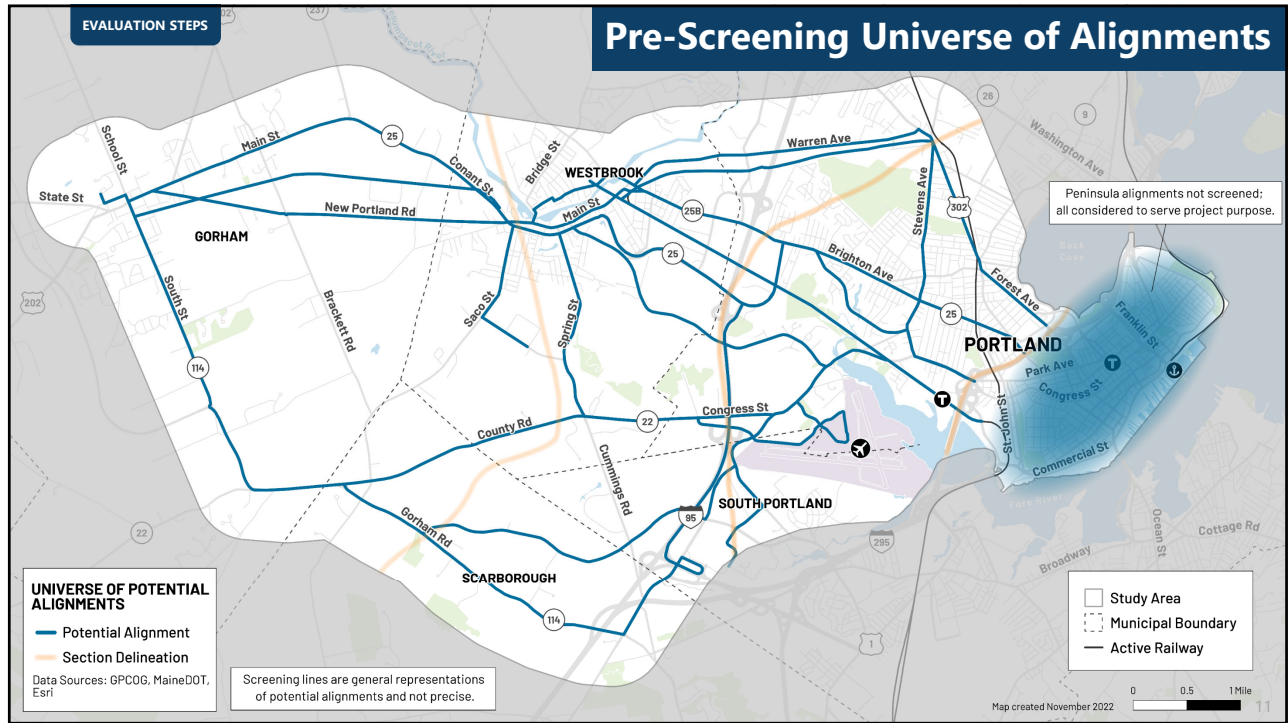 EVALUATION STEPS
Pre-Screening Universe of Alignments
202
237
26
9
Washington Ave
Peninsula alignments not screened;
all considered to serve project purpose.
School St
Main St
25
Conant St
Bridge St
WESTBROOK
Warren Ave
Stevens Ave
302
State St
New Portland Rd
Main St
25B
GORHAM
25
Brighton Ave
Forest Ave
Back
Cove
Franklin St
202
South St
Brackett Rd
Saco St
Spring St
25
PORTLAND
Park Ave
T
Congress St
114
T
St. John St
Commercial St
County Rd
22
Congress St
Cummings Rd
SOUTH PORTLAND
95
295
22
Gorham Rd
Fore River
Ocean St
Cottage Rd
Broadway
SCARBOROUGH
114
1
UNIVERSE OF POTENTIAL
ALIGNMENTS
Potential Alignment
Section Delineation
Data Sources: GPCOG, MaineDOT,
Esri
Screening lines are general representations
of potential alignments and not precise.
Study Area
Municipal Boundary
Active Railway
0 0.5 1 Mile
Map created November 2022
11